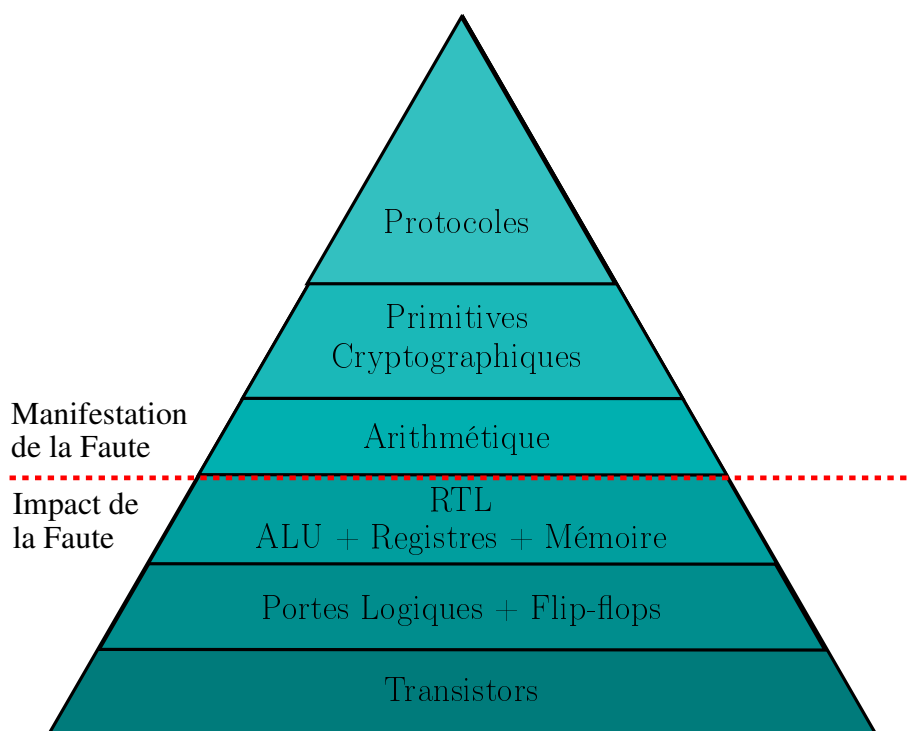 Protocoles
Primitives
Cryptographiques
Manifestation
de la Faute
Arithmétique
Impact de
la Faute
RTL
ALU + Registres + Mémoire
Portes Logiques + Flip-flops
Transistors